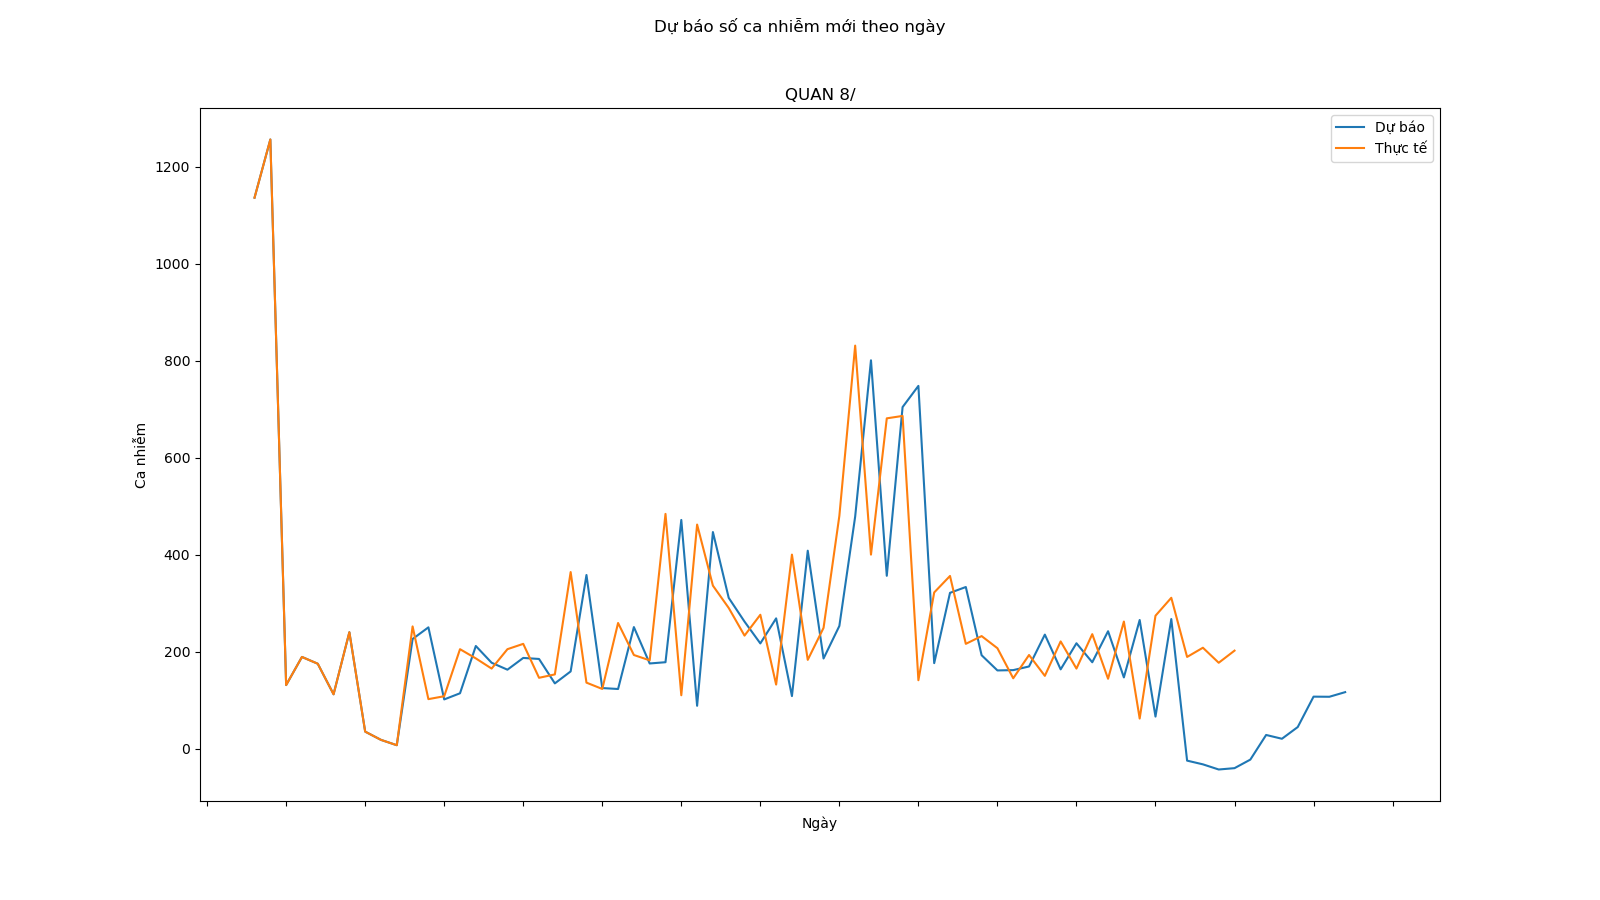 Dự báo số ca nhiễm mới theo ngày
QUAN 8/
Dự báo
Thực tế
1200
1000
800
600
400
200
0
Ca nhiễm
Ngày